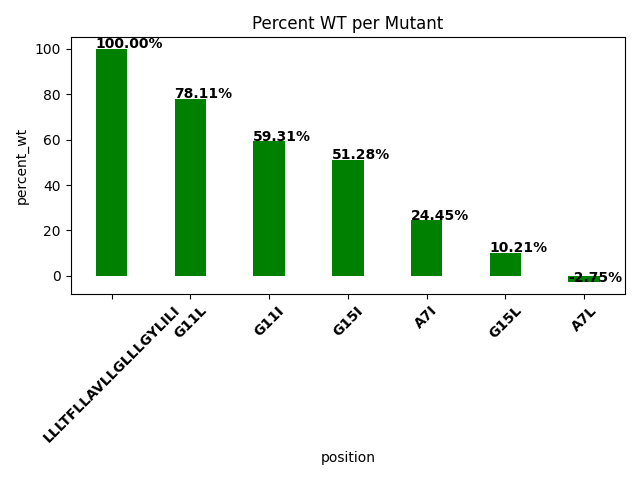 Percent WT per Mutant
percent_wt
100
80
60
40
20
0
100.00%
78.11%
59.31%
51.28%
24.45%
10.21%
-2.75%
LLLTFLLAVLLGLLLGYLILI
G11L
G11I
G15I
A7I
G15L
A7L
position